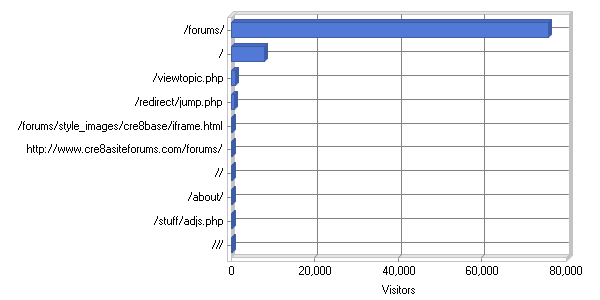 /forums/
/
/viewtopic.php
/redirect/jump.php
/forums/style_images/cre8base/iframe.html
http://www.cre8asiteforums.com/forums/
//
/about/
/stuff/adjs.php
///
0 20,000 40,000 60,000 80,000
Visitors